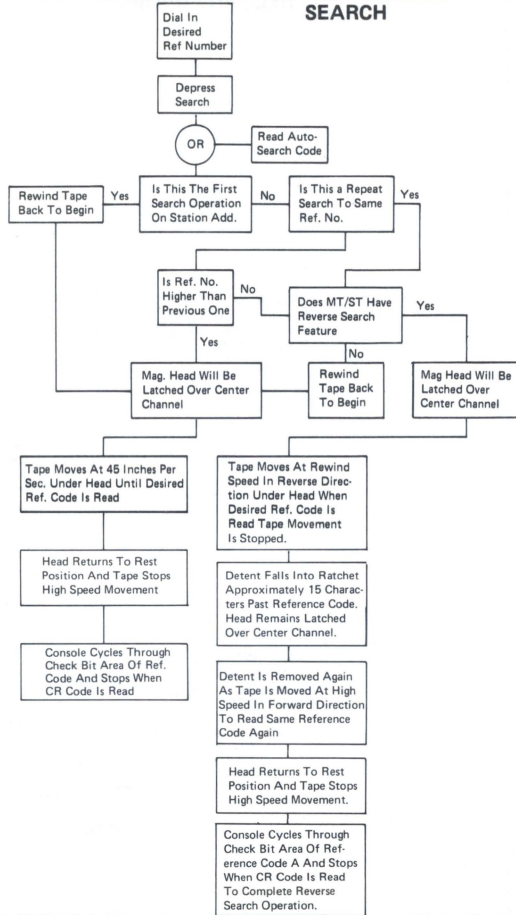 SEARCH
Dial In
Desired
Ref Number
Depress
Search
OR
Read Auto-
Search Code
Rewind Tape
Back To Begin
Yes
Is This The First
Search Operation
On Station Add.
No
Is This a Repeat
Search To Same
Ref. No.
Yes
Is Ref. No.
Higher Than
Previous One
No
Does MT/ST Have
Reverse Search
Feature
Yes
Yes
No
Mag. Head Will Be
Latched Over Center
Channel
Rewind
Tape Back
To Begin
Mag Head Will Be
Latched Over
Center Channel
Tape Moves At 45 Inches Per
Sec. Under Head Until Desired
Ref. Code Is Read
Tape Moves At Rewind
Speed In Reverse Direc-
tion Under Head When
Desired Ref. Code Is
Read Tape Movement
Is Stopped.
Head Returns To Rest
Position And Tape Stops
High Speed Movement
Detent Falls Into Ratchet
Approximately 15 Charac-
ters Past Reference Code.
Head Remains Latched
Over Center Channel.
Console Cycles Through
Check Bit Area Of Ref.
Code And Stops When
CR Code Is Read
Detent Is Removed Again
As Tape Is Moved At High
Speed In Forward Direction
To Read Same Reference
Code Again
Head Returns To Rest
Position And Tape Stops
High Speed Movement.
Console Cycles Through
Check Bit Area Of Ref-
erence Code A And Stops
When CR Code Is Read
To Complete Reverse
Search Operation.